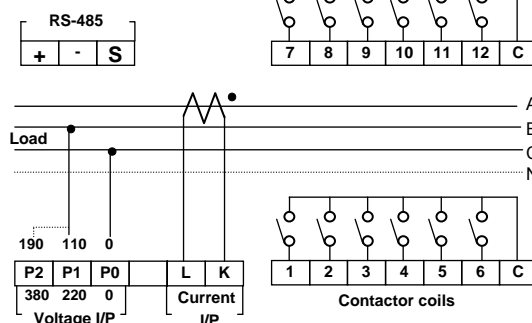 RS-485
+ - S
7 8 9 10 11 12 C
A
B
C
N
Load
190 110 0
P2 P1 P0 L K
380 220 0
Voltage I/P
Current
I/P
1 2 3 4 5 6 C
Contactor coils